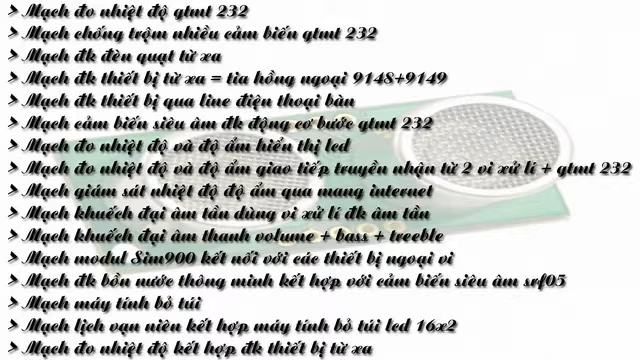 > Mạch đo nhiệt độ gtmt 232
> Mạch chống trộm nhiều cảm biến gtmt 232
> Mạch đk đèn quạt từ xa
> Mạch đk thiết bị từ xa = tia hồng ngoại 9148+9149
> Mạch đk thiết bị qua line điện thoại bàn
> Mạch cảm biến siêu âm đk động cơ bước gtmt 232
> Mạch đo nhiệt độ và độ ẩm hiển thị lcd
> Mạch đo nhiệt độ và độ ẩm giao tiếp truyền nhận từ 2 vi xử lí + gtmt 232
> Mạch giám sát nhiệt độ độ ẩm qua mang internet
> Mạch khuếch đại âm tần dùng vi xử lí đk âm tần
> Mạch khuếch đại âm thanh volume + bass + treeble
> Mạch modul Sim900 kết nối với các thiết bị ngoại vi
> Mạch đk bồn nước thông minh kết hợp với cảm biến siêu âm srf05
> Mạch máy tính bỏ túi
> Mạch lịch vạn niên kết hợp máy tính bỏ túi lcd 16x2
> Mạch đo nhiệt độ kết hợp đk thiết bị từ xa